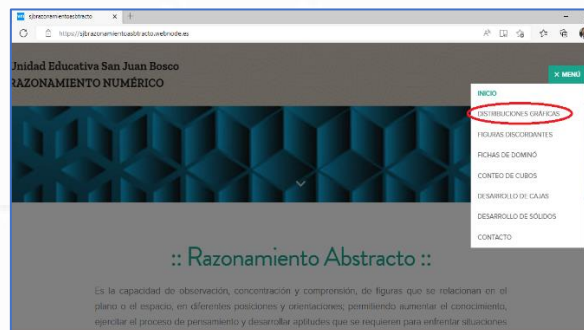 sjbrazonamientoasbtracto
https://sjbrazonamientoasbtracto.webnode.es
Unidad Educativa San Juan Bosco
RAZONAMIENTO NUMÉRICO
× MENÚ
INICIO
DISTRIBUCIONES GRÁFICAS
FIGURAS DISCORDANTES
FICHAS DE DOMINÓ
CONTEO DE CUBOS
DESARROLLO DE CAJAS
DESARROLLO DE SÓLIDOS
CONTACTO
:: Razonamiento Abstracto ::
Es la capacidad de observación, concentración y comprensión, de figuras que se relacionan en el
plano o el espacio, en diferentes posiciones y orientaciones; permitiendo aumentar el conocimiento,
ejercitar el proceso de pensamiento y desarrollar aptitudes que se requieren para enfrentar situaciones